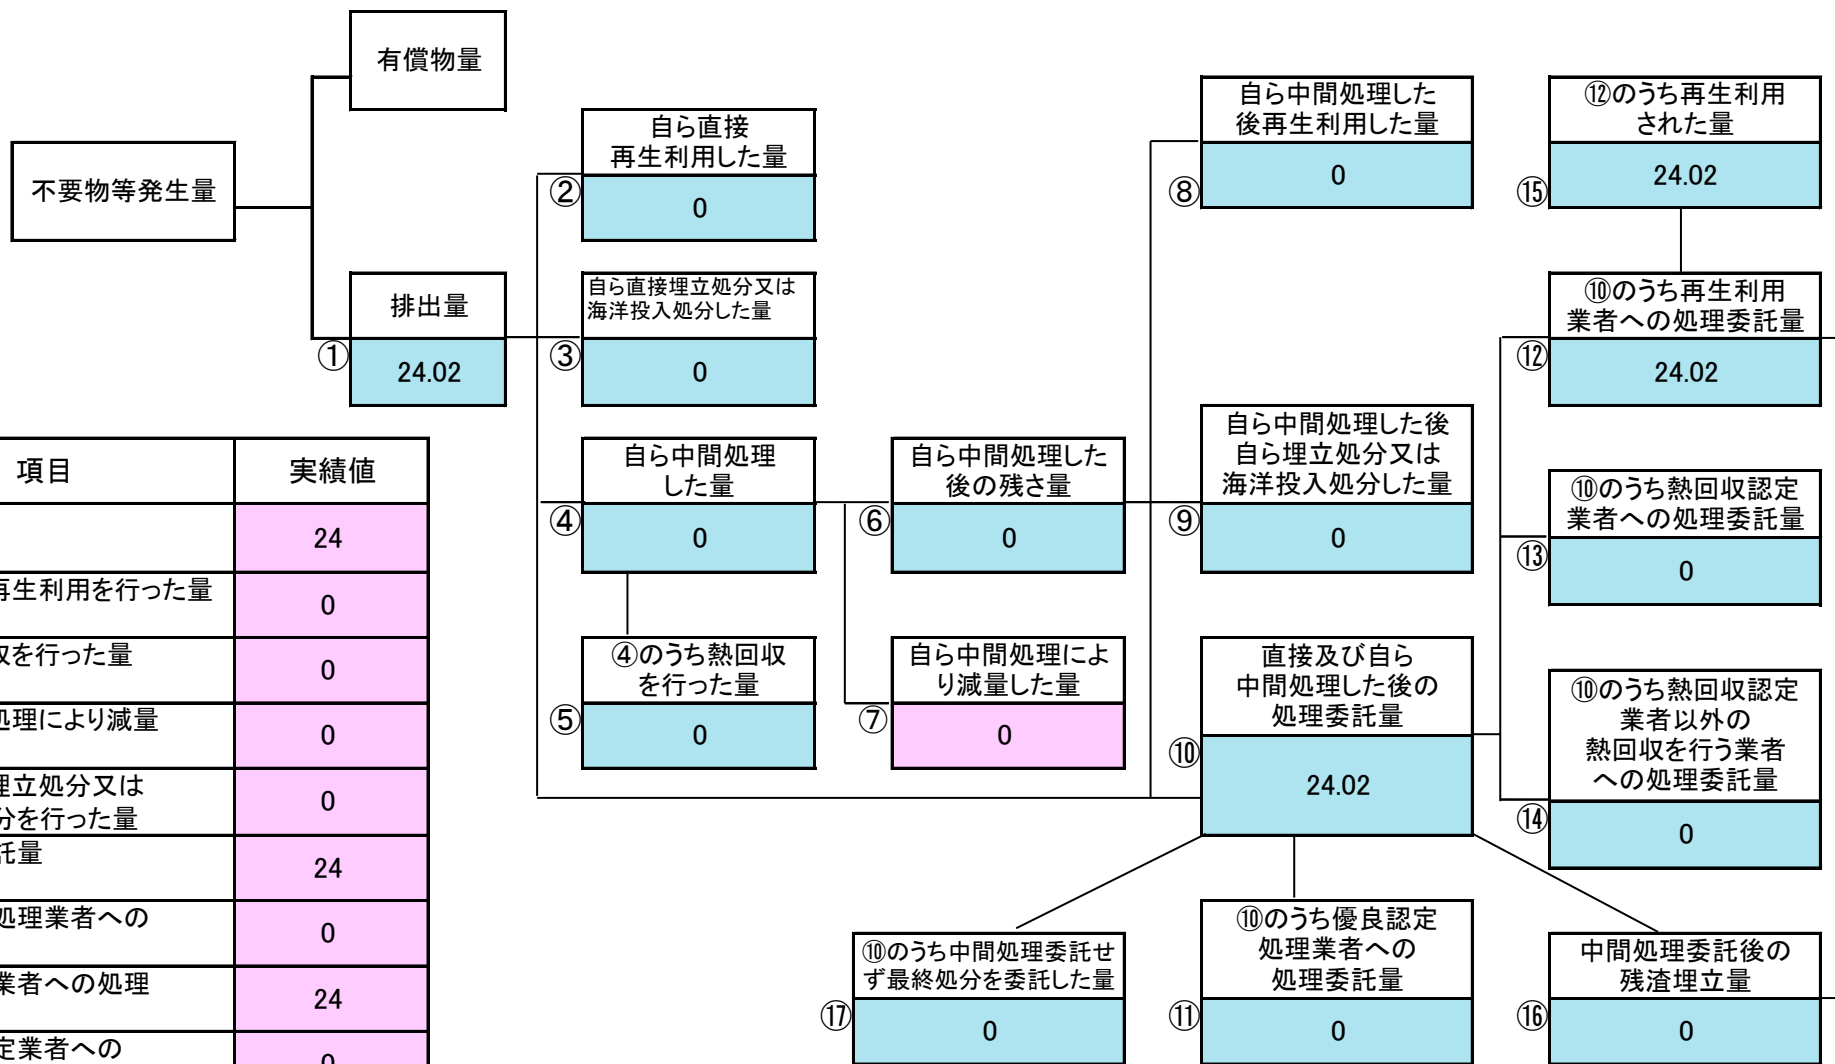 有償物量
不要物等発生量
排出量
①
24.02
自ら直接
再生利用した量
②
0
自ら直接埋立処分又は
海洋投入処分した量
③
0
自ら中間処理
した量
④
0
④のうち熱回収
を行った量
⑤
0
自ら中間処理した
後の残さ量
⑥
0
自ら中間処理によ
り減量した量
⑦
0
自ら中間処理した
後再生利用した量
⑧
0
自ら中間処理した後
自ら埋立処分又は
海洋投入処分した量
⑨
0
直接及び自ら
中間処理した後の
処理委託量
⑩
24.02
⑫のうち再生利用
された量
⑮
24.02
⑩のうち再生利用
業者への処理委託量
⑫
24.02
⑩のうち熱回収認定
業者への処理委託量
⑬
0
⑩のうち熱回収認定
業者以外の
熱回収を行う業者
への処理委託量
⑭
0
⑩のうち中間処理委託せ
ず最終処分を委託した量
⑰
0
⑩のうち優良認定
処理業者への
処理委託量
⑪
0
中間処理委託後の
残渣埋立量
⑯
0
項目 実績値
24
再生利用を行った量
0
を行った量
0
処理により減量
0
埋立処分又は
分を行った量
0
託量
24
処理業者への
0
業者への処理
24
定業者への
0